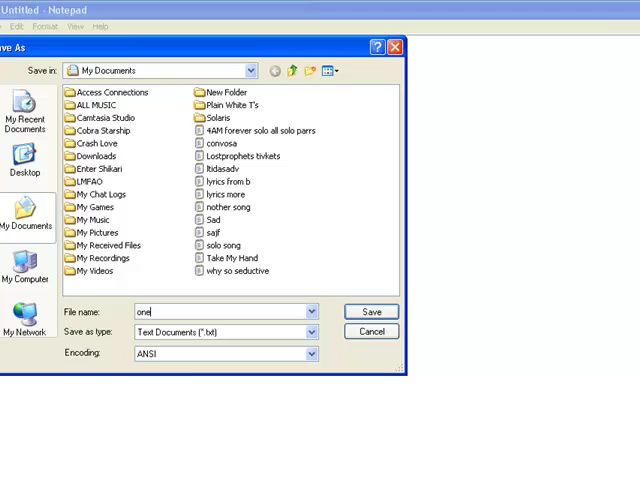 Untitled - Notepad
Edit Format View Help
ave As
Save in: My Documents
My Recent
Documents
Desktop
My Documents
My Computer
My Network
Access Connections
ALL MUSIC
Camtasia Studio
Cobra Starship
Crash Love
Downloads
Enter Shikari
LMFAO
My Chat Logs
My Games
My Music
My Pictures
My Received Files
My Recordings
My Videos
New Folder
Plain White T's
Solaris
4AM forever solo all solo parrs
convosa
Lostprophets tivkets
ltidasadv
lyrics from b
lyrics more
nother song
Sad
sajf
solo song
Take My Hand
why so seductive
File name: one
Save
Save as type: Text Documents (*.txt)
Cancel
Encoding: ANSI